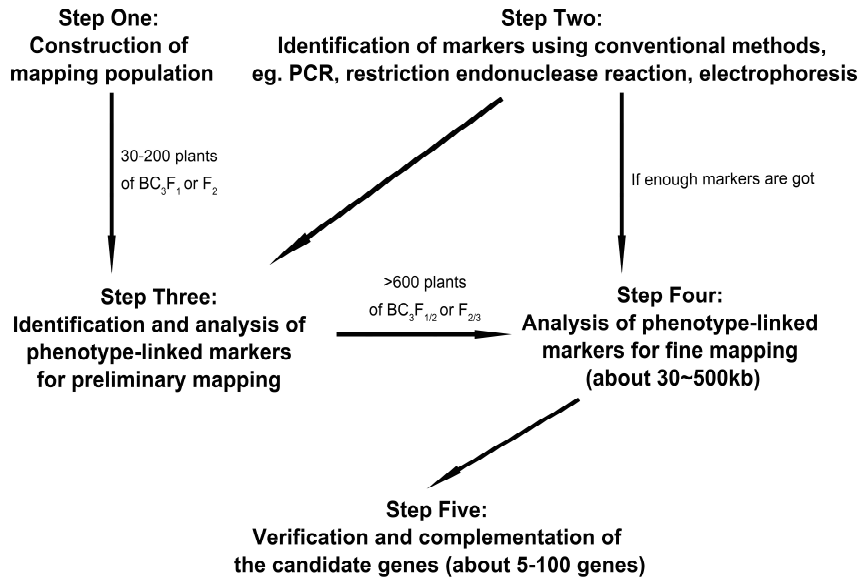 Step One:
Construction of
mapping population
Step Two:
Identification of markers using conventional methods,
eg. PCR, restriction endonuclease reaction, electrophoresis
30-200 plants
of BC₃F₁ or F₂
If enough markers are got
Step Three:
Identification and analysis of
phenotype-linked markers
for preliminary mapping
>600 plants
of BC₃F₁/₂ or F₂/₃
Step Four:
Analysis of phenotype-linked
markers for fine mapping
(about 30~500kb)
Step Five:
Verification and complementation of
the candidate genes (about 5-100 genes)